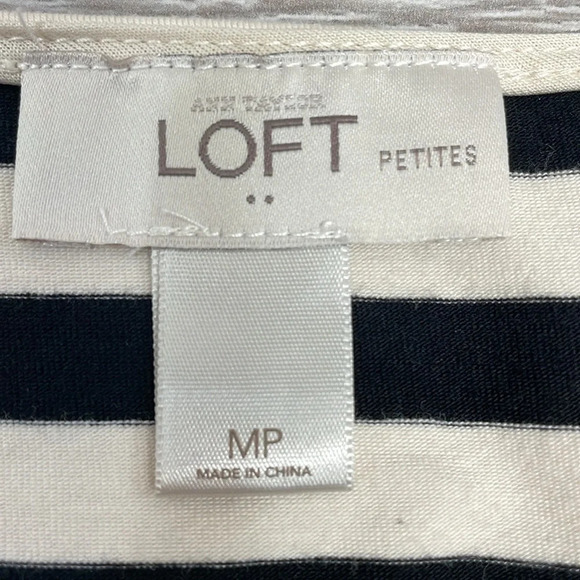 ANN TAYLOR
LOFT PETITES
MP
MADE IN CHINA